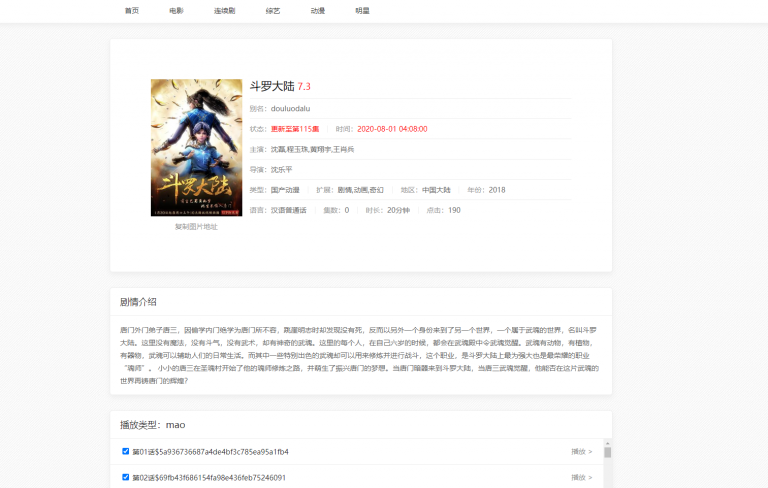 首页 电影 连续剧 综艺 动漫 明星
斗罗大陆 7.3
别名：douluodalu
状态：更新至第115集 时间：2020-08-01 04:08:00
主演：沈磊,程玉珠,黄翔宇,王肖兵
导演：沈乐平
类型：国产动漫 扩展：剧情,动画,奇幻 地区：中国大陆 年份：2018
语言：汉语普通话 集数：0 时长：20分钟 点击：190
斗罗大陆
复制图片地址
剧情介绍
唐门外门弟子唐三，因偷学内门绝学为唐门所不容，跳崖明志时却发现没有死，反而以另外一个身份来到了另一个世界，一个属于武魂的世界，名叫斗罗
大陆。这里没有魔法，没有斗气，没有武术，却有神奇的武魂。这里的每个人，在自己六岁的时候，都会在武魂殿中令武魂觉醒。武魂有动物，有植物，
有器物，武魂可以辅助人们的日常生活。而其中一些特别出色的武魂却可以用来修炼并进行战斗，这个职业，是斗罗大陆上最为强大也是最荣耀的职业
“魂师”。 小小的唐三在圣魂村开始了他的魂师修炼之路，并萌生了振兴唐门的梦想。当唐门暗器来到斗罗大陆，当唐三武魂觉醒，他能否在这片武魂的
世界再铸唐门的辉煌？
播放类型：mao
第01话$5a936736687a4de4bf3c785ea95a1fb4 播放 >
第02话$69fb43f686154fa98e436feb75246091 播放 >